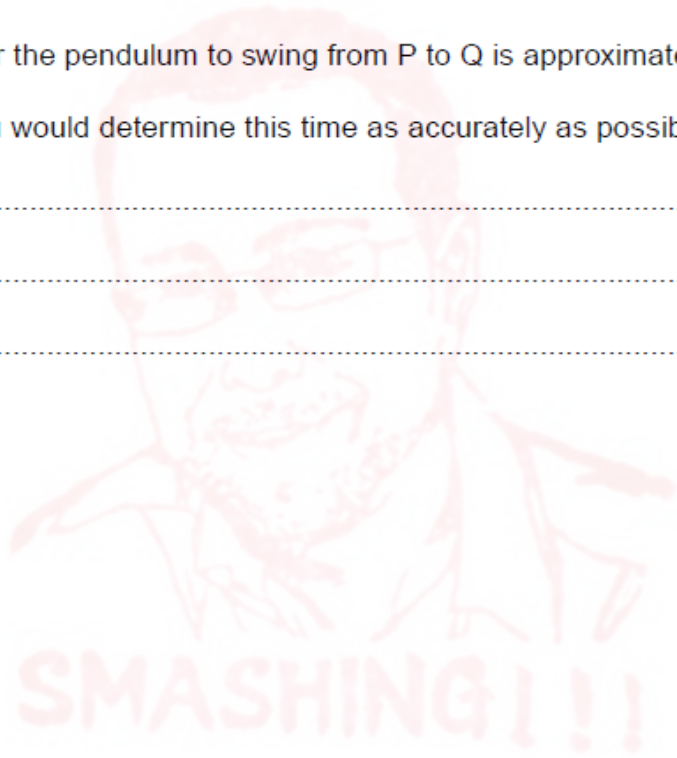 r the pendulum to swing from P to Q is approximat
would determine this time as accurately as possib
SMASHING!!!